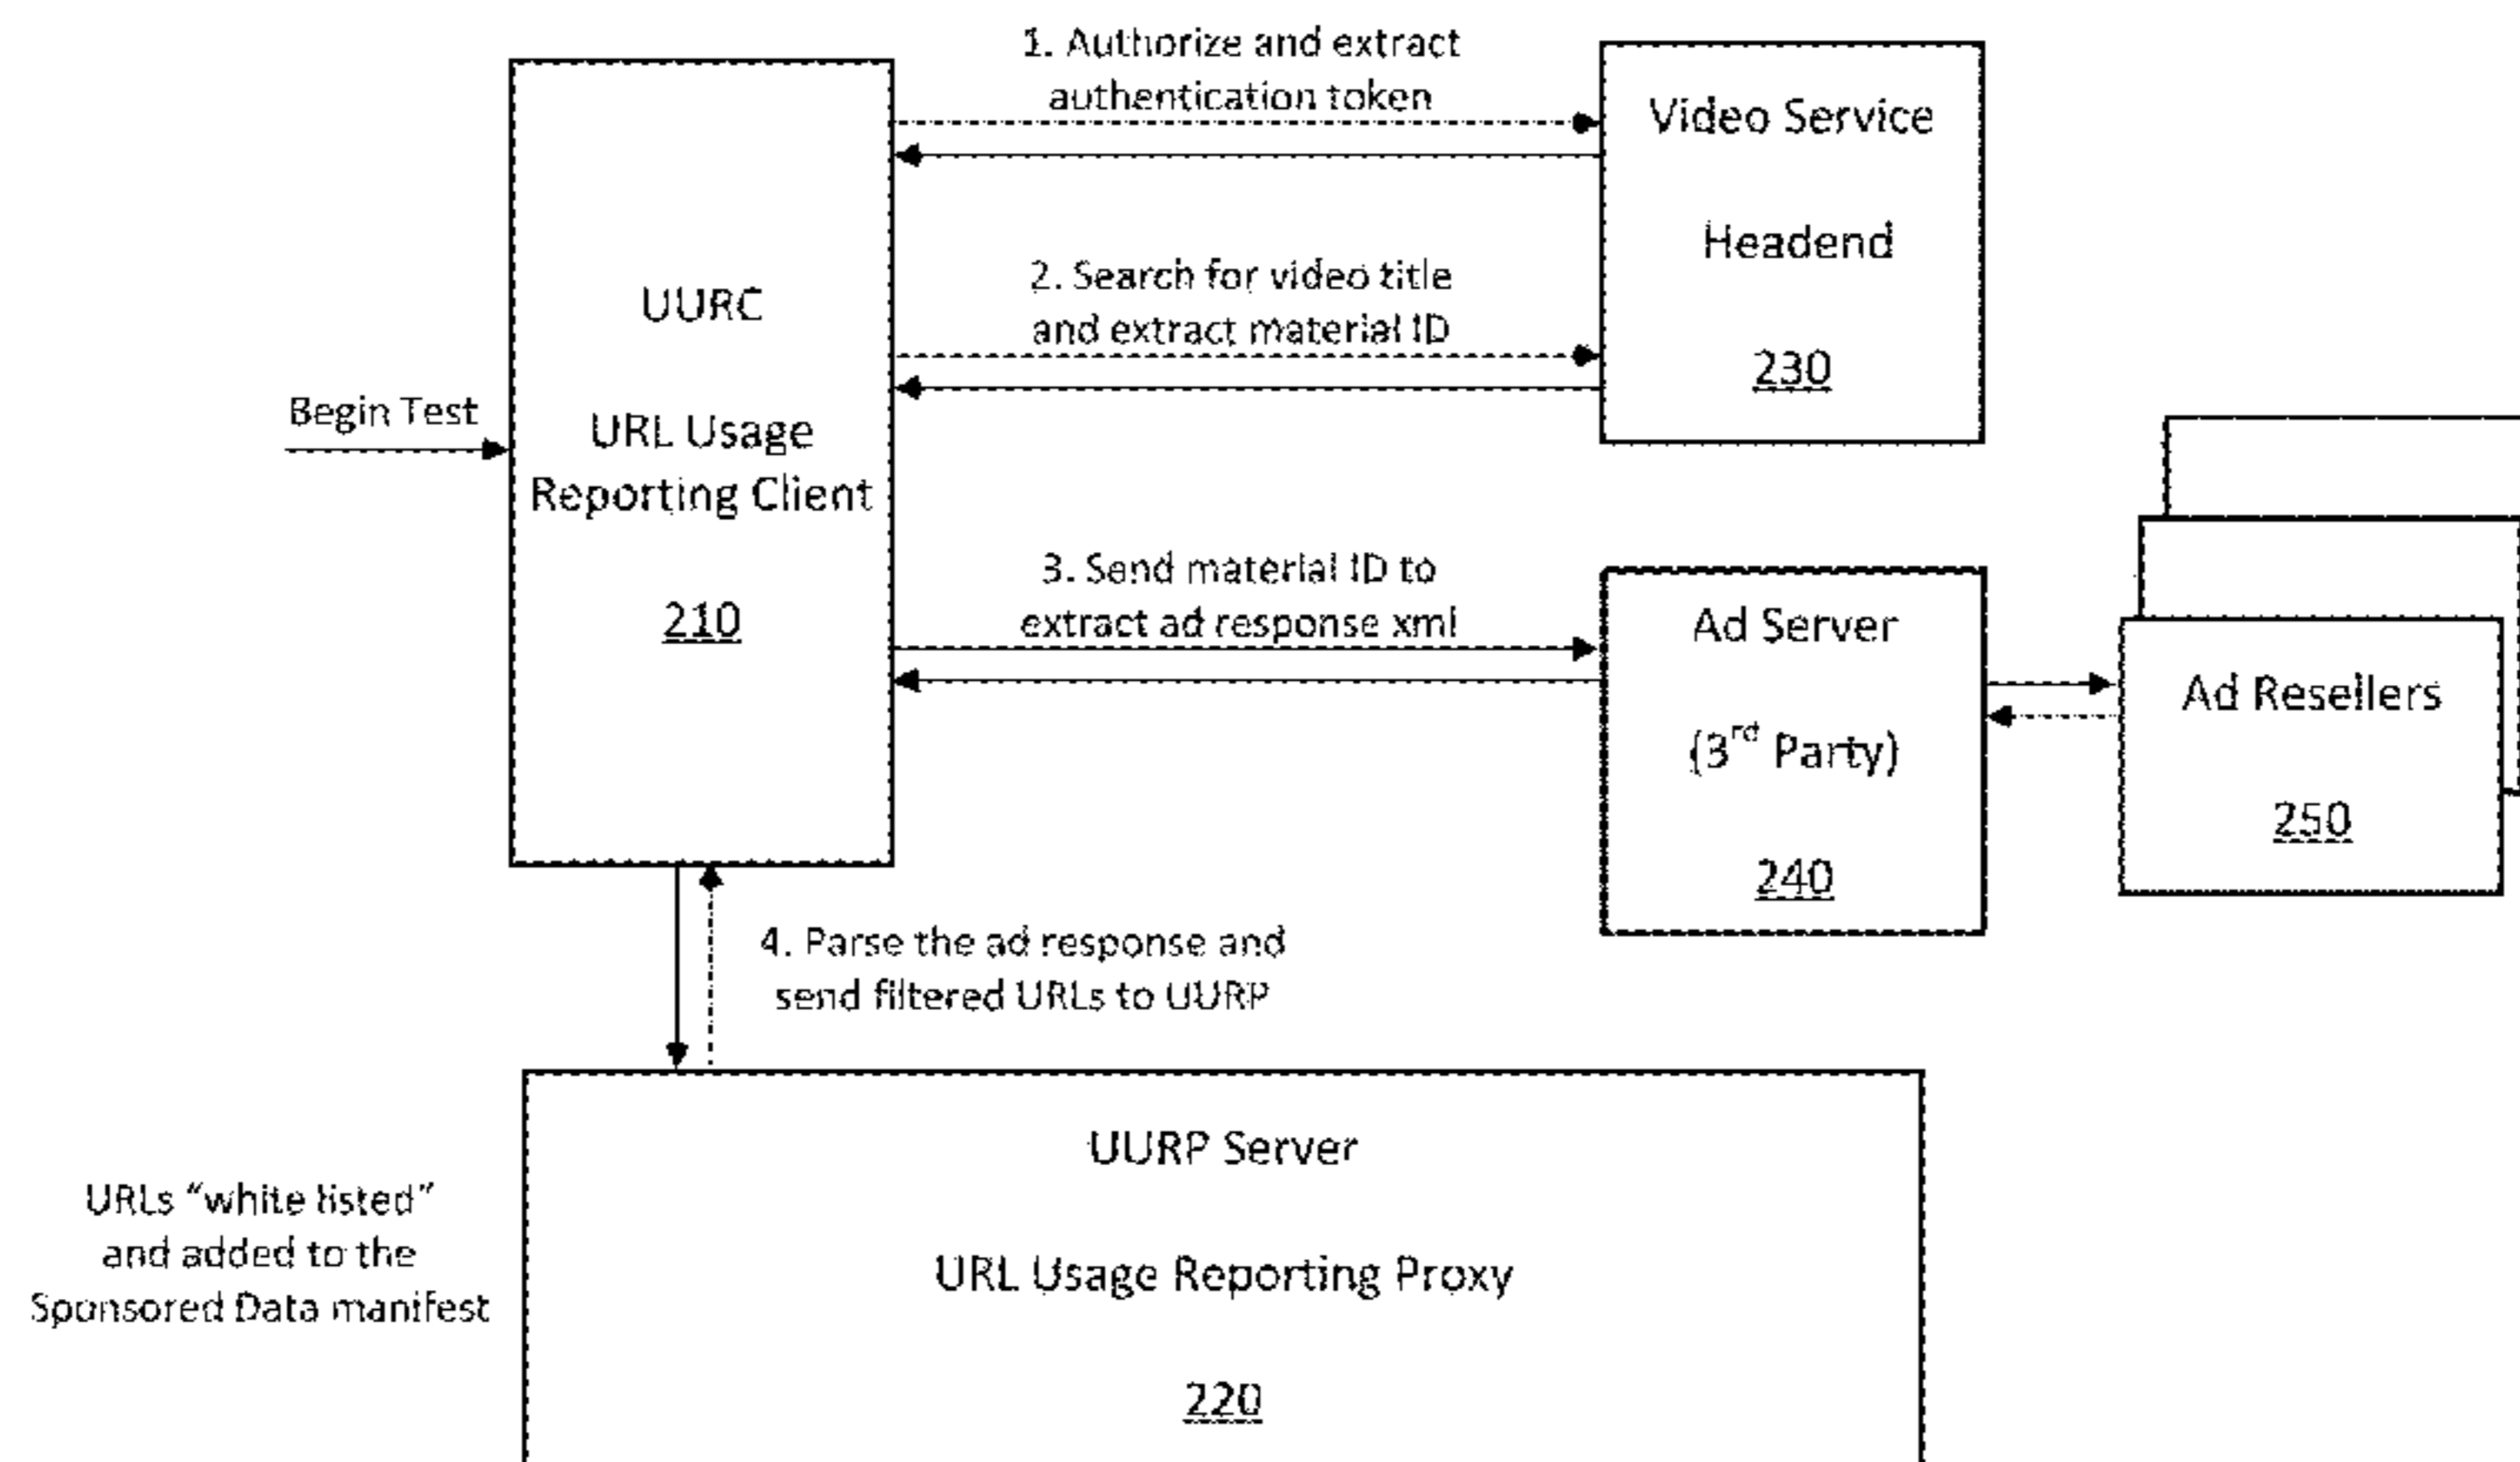 1. Authorize and extract
authentication token
Video Service
Headend
230
UURC
URL Usage
Reporting Client
210
2. Search for video title
and extract material ID
Begin Test
3. Send material ID to
extract ad response xml
Ad Server
(3rd Party)
240
Ad Resellers
250
4. Parse the ad response and
send filtered URLs to UURP
UURP Server
URL Usage Reporting Proxy
220
URLs “white listed”
and added to the
Sponsored Data manifest